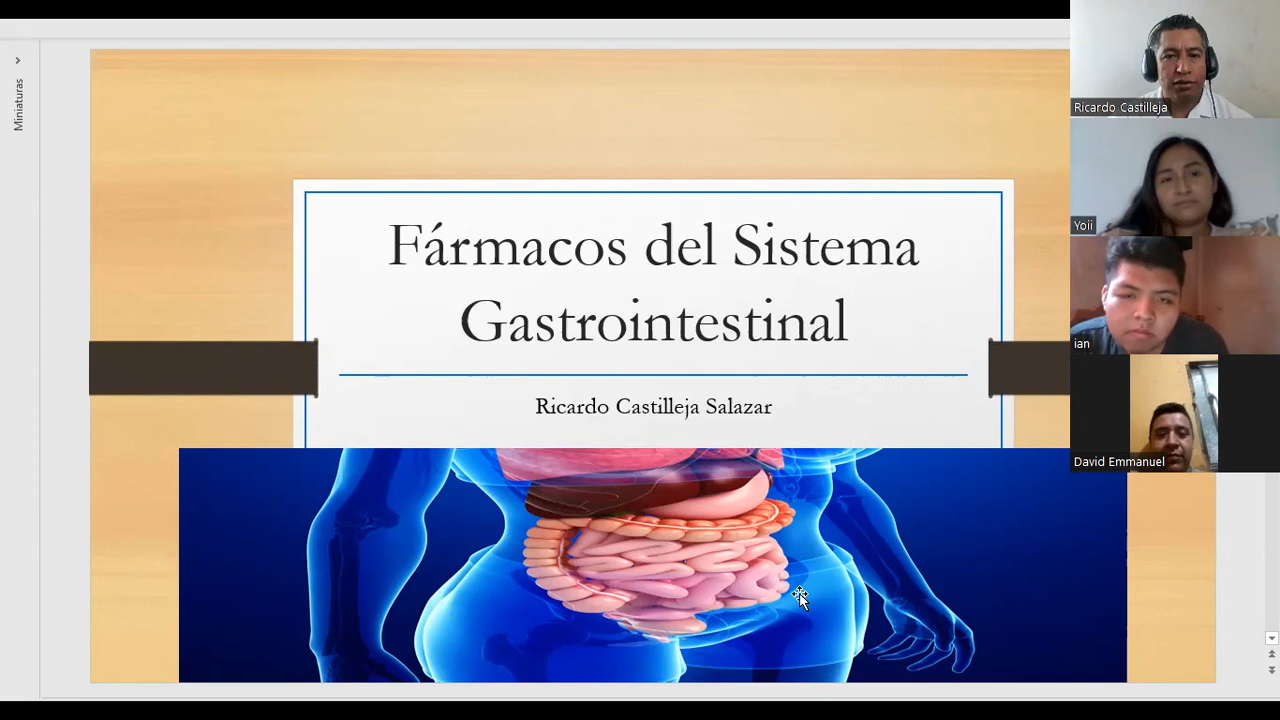 Miniaturas
Fármacos del Sistema
Gastrointestinal
Ricardo Castilleja Salazar
Ricardo Castilleja
Yoii
ian
David Emmanuel